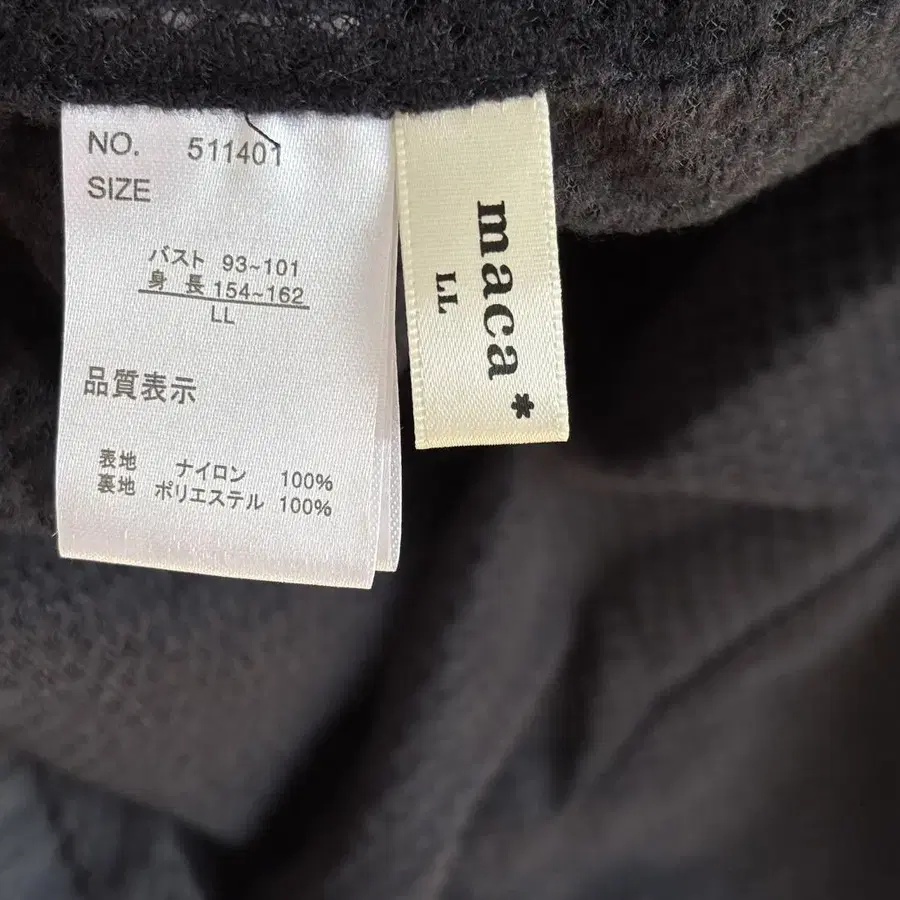 NO. 511401
SIZE
バスト 93~101
身 長 154~162
LL
品質表示
表地 ナイロン 100%
裏地 ポリエステル 100%
maca*
LL